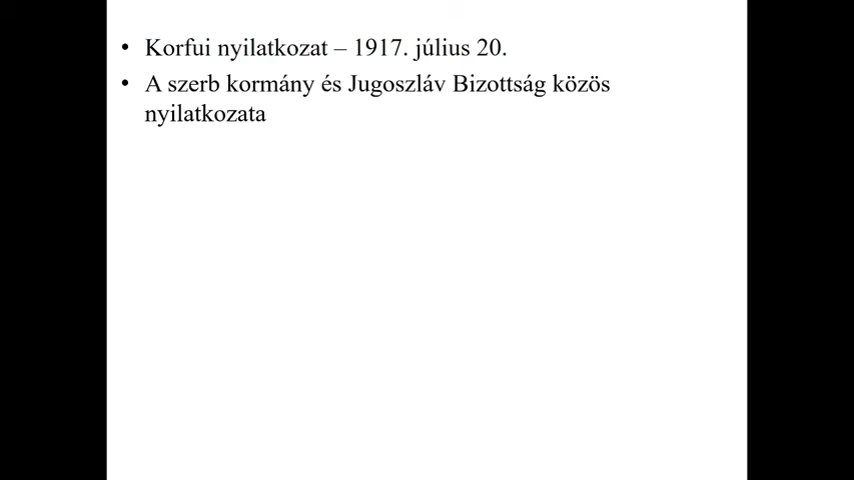 • Korfui nyilatkozat – 1917. július 20.
• A szerb kormány és Jugoszláv Bizottság közös
nyilatkozata